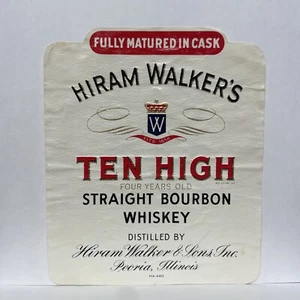 FULLY MATURED IN CASK
HIRAM WALKER'S
W
TEN HIGH
FOUR YEARS OLD
STRAIGHT BOURBON
WHISKEY
DISTILLED BY
Hiram Walker & Sons Inc.
Peoria, Illinois